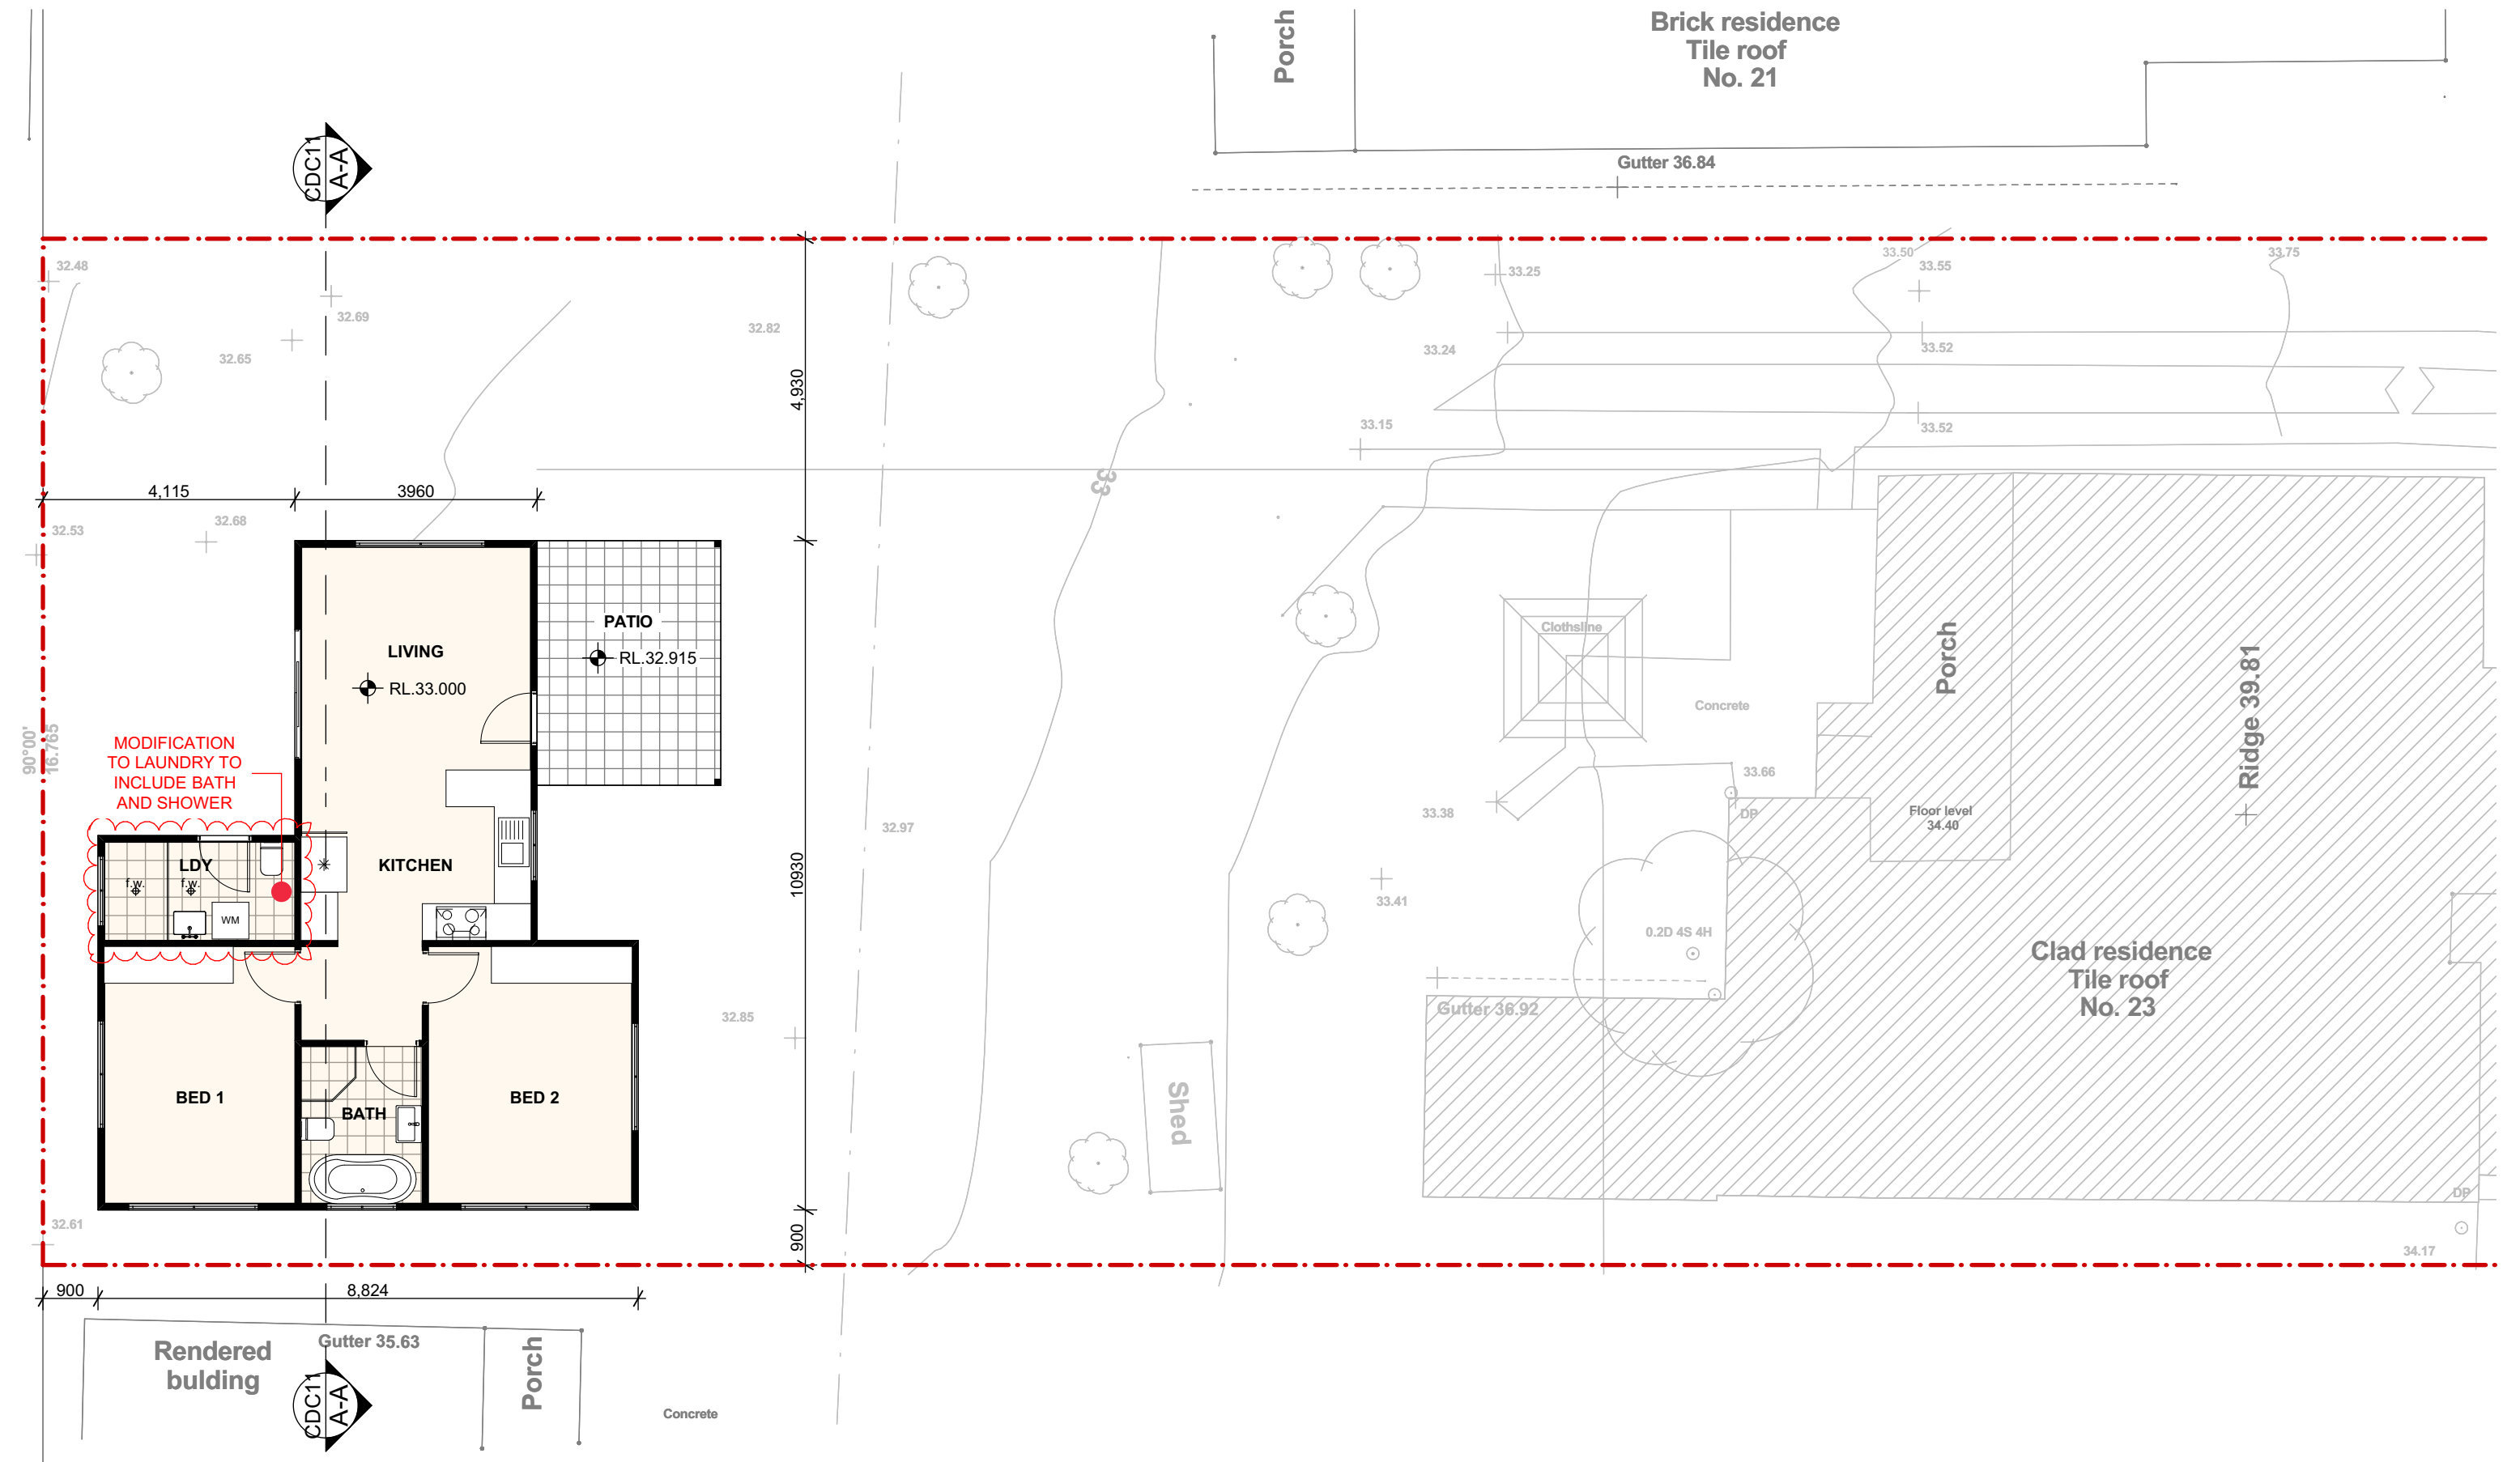 Porch
Brick residence
Tile roof
No. 21
Gutter 36.84
CDC11
A-A
32.48
32.69
32.65
32.82
33.25
33.50
33.55
33.75
33.24
33.52
4,930
33.15
33.52
33
4,115
3960
32.53
32.68
PATIO
RL.32.915
LIVING
RL.33.000
Clothsline
Porch
Ridge 39.81
Concrete
90°00'
16.765
MODIFICATION
TO LAUNDRY TO
INCLUDE BATH
AND SHOWER
33.66
DP
33.38
Floor level
34.40
32.97
LDY
KITCHEN
f.w.
f.w.
WM
10930
33.41
0.2D 4S 4H
Clad residence
Tile roof
No. 23
Gutter 36.92
32.85
BED 1
BATH
BED 2
Shed
DP
32.61
900
34.17
900
8,824
Rendered
bulding
Gutter 35.63
Porch
CDC11
A-A
Concrete